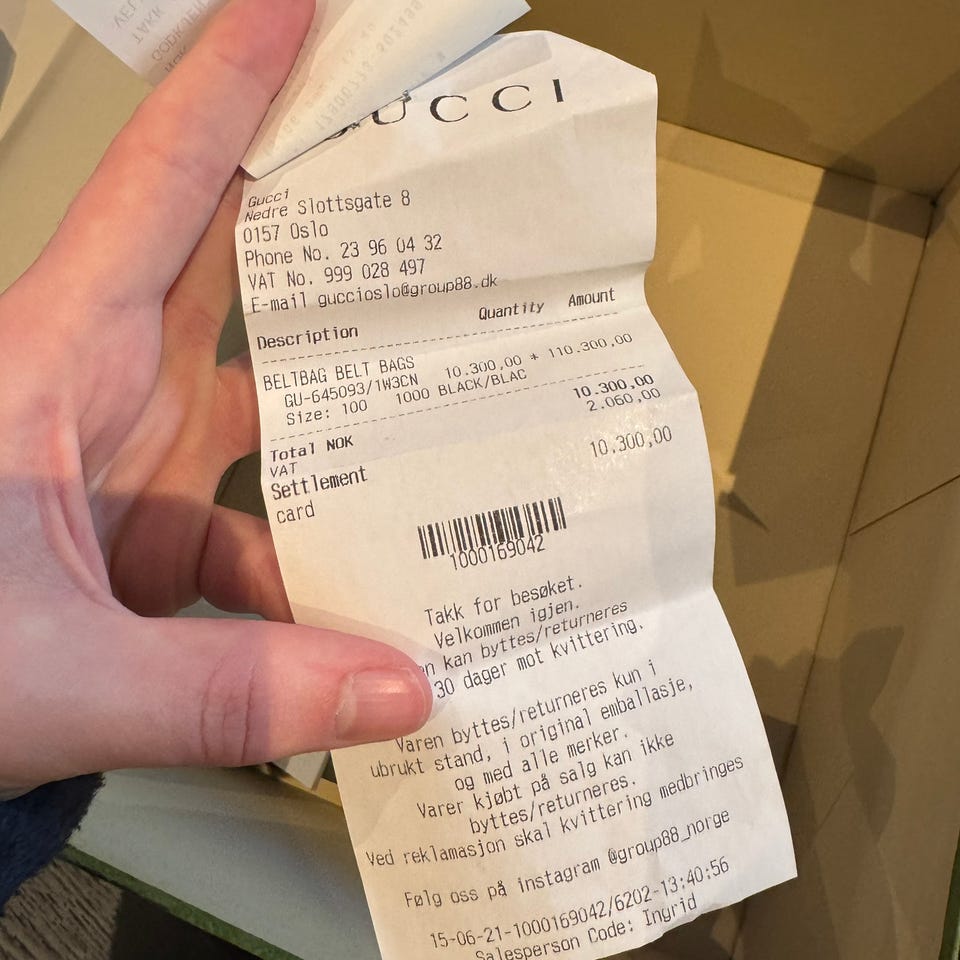 GUCCI
Gucci
Nedre Slottsgate 8
0157 Oslo
Phone No. 23 96 04 32
VAT No. 999 028 497
E-mail guccioslo@group88.dk
Description Quantity Amount
BELTBAG BELT BAGS 10.300,00 * 1 10.300,00
GU-645093/1W3CN
Size: 100 1000 BLACK/BLAC
Total NOK 10.300,00
VAT 2.060,00
Settlement
card 10.300,00
1000169042
Takk for besøket.
Velkommen igjen.
kan byttes/returneres
30 dager mot kvittering.
Varen byttes/returneres kun i
ubrukt stand, i original emballasje,
og med alle merker.
Varer kjøbt på salg kan ikke
byttes/returneres.
Ved reklamasjon skal kvittering medbringes
Følg oss på instagram @group88_norge
15-06-21-1000169042/6202-13:40:56
Salesperson Code: Ingrid